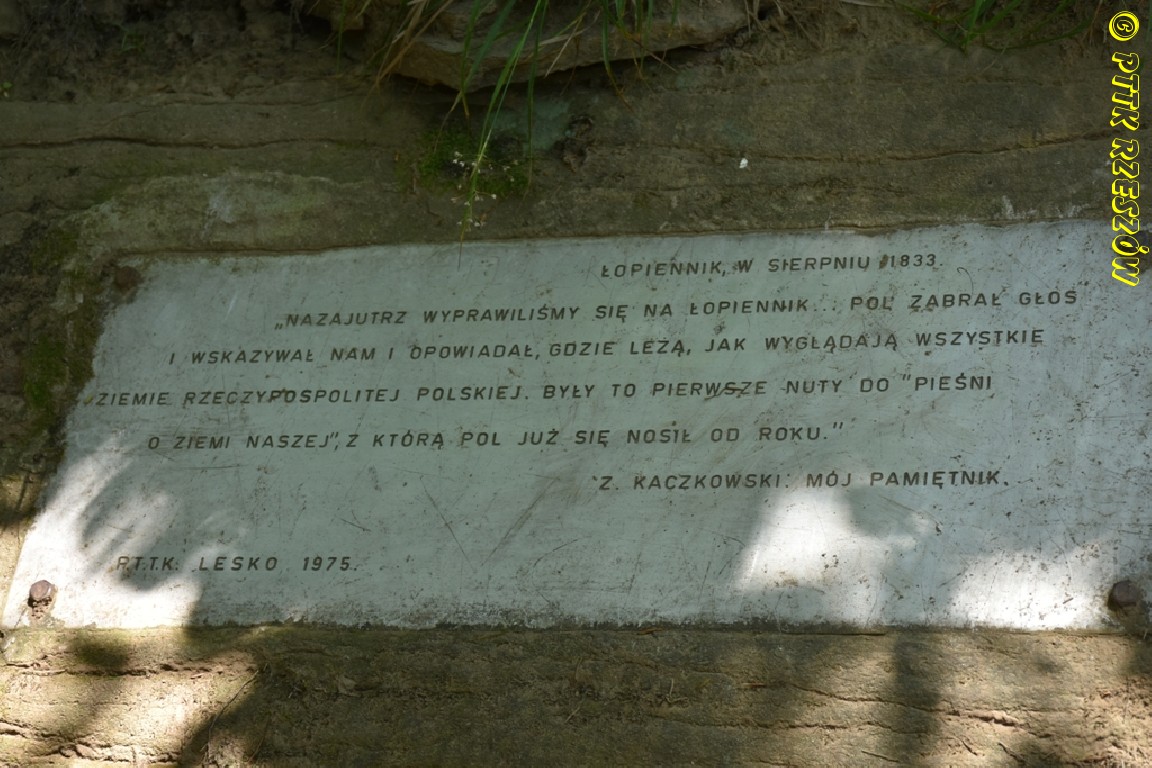 ŁOPIENNIK, W SIERPNIU 1833.
„NAZAJUTRZ WYPRAWILIŚMY SIĘ NA ŁOPIENNIK... POL ZABRAŁ GŁOS
I WSKAZYWAŁ NAM I OPOWIADAŁ, GDZIE LEŻĄ, JAK WYGLĄDAJĄ WSZYSTKIE
ZIEMIE RZECZYPOSPOLITEJ POLSKIEJ. BYŁY TO PIERWSZE NUTY DO "PIEŚNI
O ZIEMI NASZEJ", Z KTÓRĄ POL JUŻ SIĘ NOSIŁ OD ROKU."
Z. KACZKOWSKI: MÓJ PAMIĘTNIK.
P.T.T.K. LESKO 1975.
© PTTK RZESZÓW